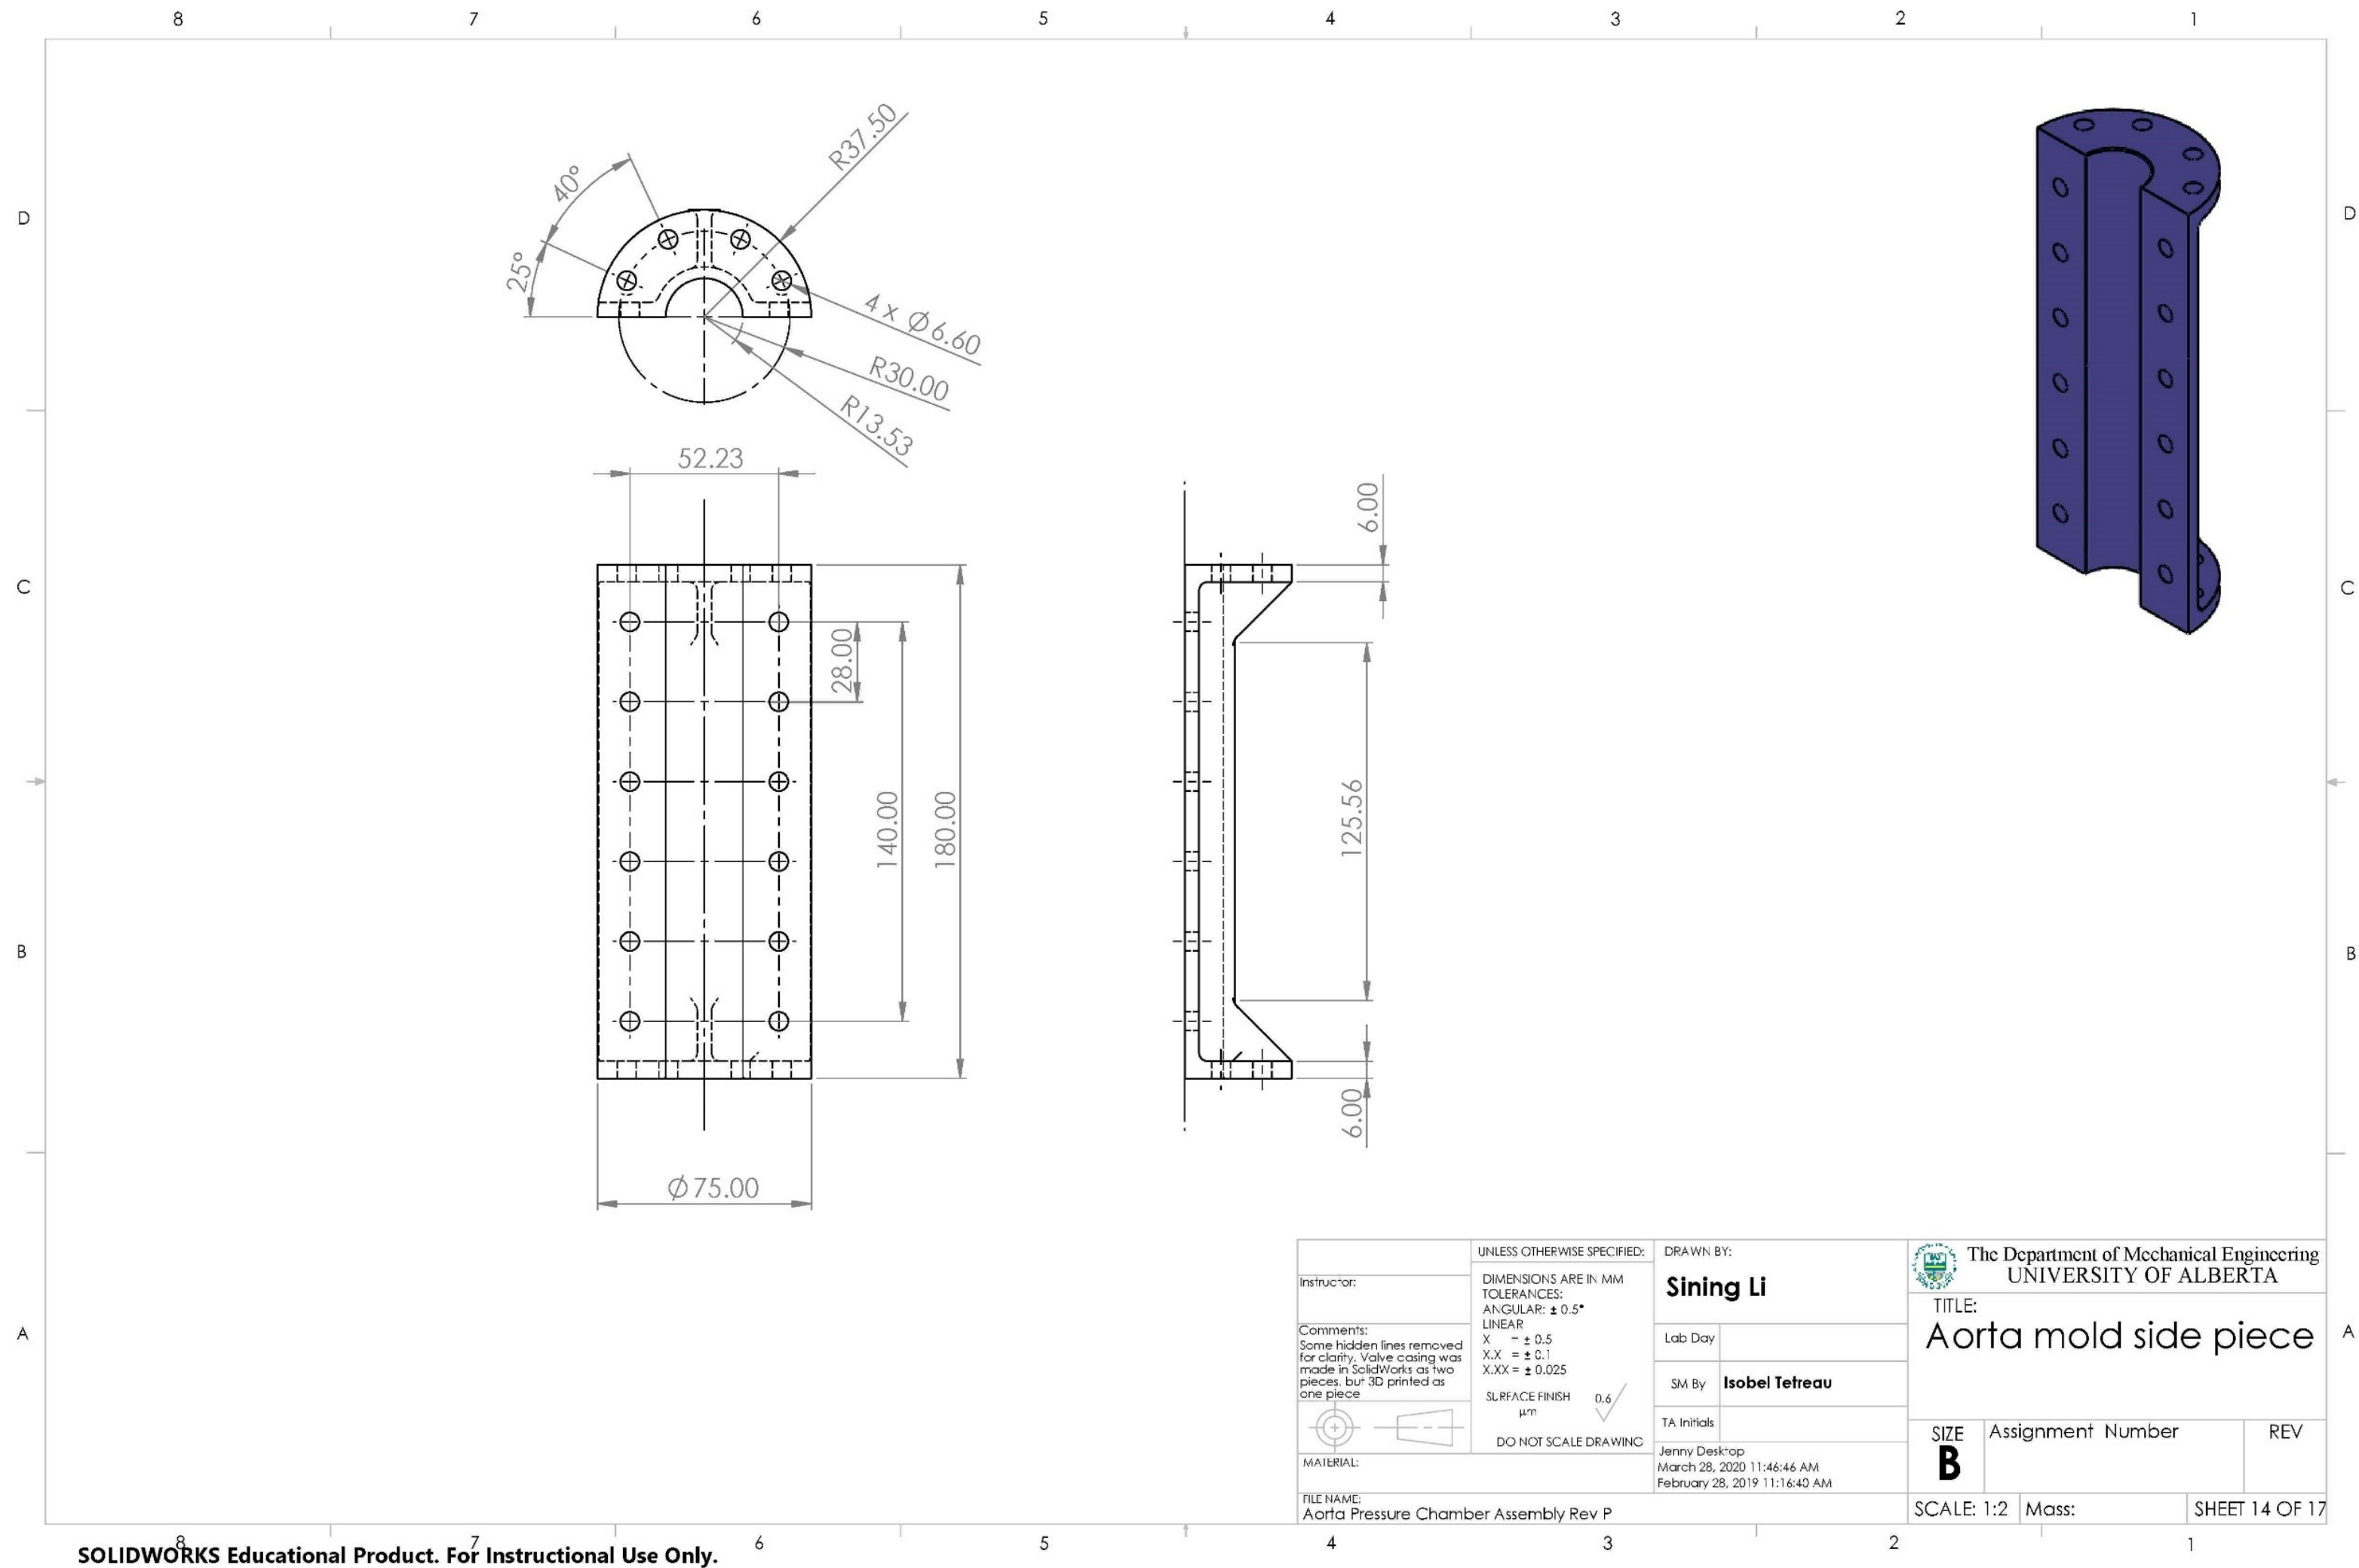 8 7 6 5 4 3 2 1
D
D
R37.50
40°
25°
4 x Ø6.60
R30.00
R13.53
52.23
6.00
C
C
28.00
140.00
180.00
125.56
B
B
6.00
Ø75.00
A
A
Instructor:
Comments:
Some hidden lines removed
for clarity. Valve casing was
made in SolidWorks as two
pieces, but 3D printed as
one piece
MATERIAL:
UNLESS OTHERWISE SPECIFIED:
DIMENSIONS ARE IN MM
TOLERANCES:
ANGULAR: ± 0.5°
LINEAR
X = ± 0.5
X.X = ± 0.1
X.XX = ± 0.025
SURFACE FINISH 0.6
µm
DO NOT SCALE DRAWING
DRAWN BY:
Sining Li
Lab Day
SM By Isobel Tetreau
TA Initials
Jenny Desktop
March 28, 2020 11:46:46 AM
February 28, 2019 11:16:40 AM
FILE NAME:
Aorta Pressure Chamber Assembly Rev P
The Department of Mechanical Engineering
UNIVERSITY OF ALBERTA
TITLE:
Aorta mold side piece
SIZE
B
Assignment Number
REV
SCALE: 1:2 Mass: SHEET 14 OF 17
8 7 6 5 4 3 2 1
SOLIDWORKS Educational Product. For Instructional Use Only.